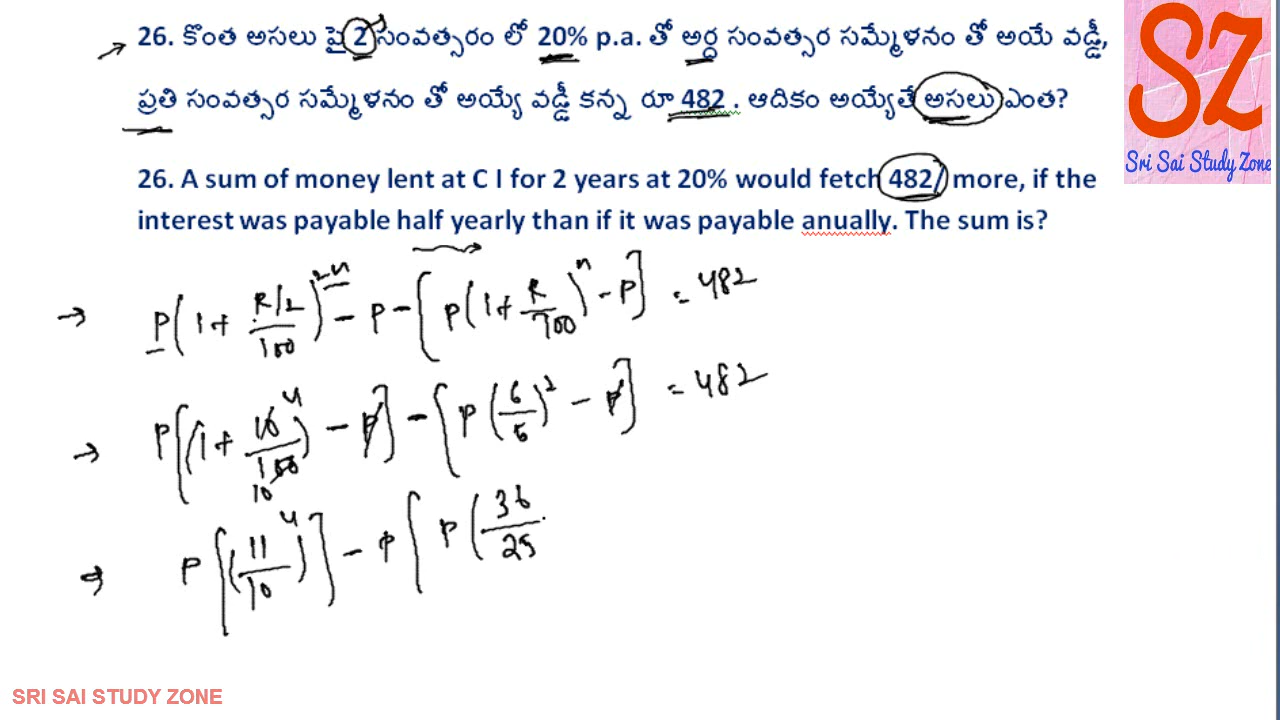 26. కొంత అసలు పై 2 సంవత్సరం లో 20% p.a. తో అర్ధ సంవత్సర సమ్మేళనం తో అయే వడ్డీ,
ప్రతి సంవత్సర సమ్మేళనం తో అయ్యే వడ్డీ కన్న రూ 482 . ఆదికం అయ్యేతే అసలు ఎంత?
SZ
Sri Sai Study Zone
26. A sum of money lent at C I for 2 years at 20% would fetch 482/ more, if the
interest was payable half yearly than if it was payable anually. The sum is?
→ P(1+ (R/2)/100)^2n - P - [P(1+ R/100)^n - P] = 482
→ P[(1+ 10/100)^4 - P] - [P(6/5)^2 - P] = 482
10
⇒ P[(11/10)^4] - P[P(36/25
SRI SAI STUDY ZONE